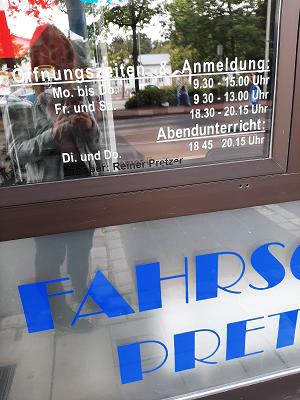 Öffnungszeiten & Anmeldung:
Mo. bis Do. 9.30 - 15.00 Uhr
Fr. und Sa. 9 30 - 13.00 Uhr
18.30 - 20.15 Uhr
Abendunterricht:
Di. und Do. 18 45 20.15 Uhr
ber: Reiner Pretzer
FAHRSC
PRET